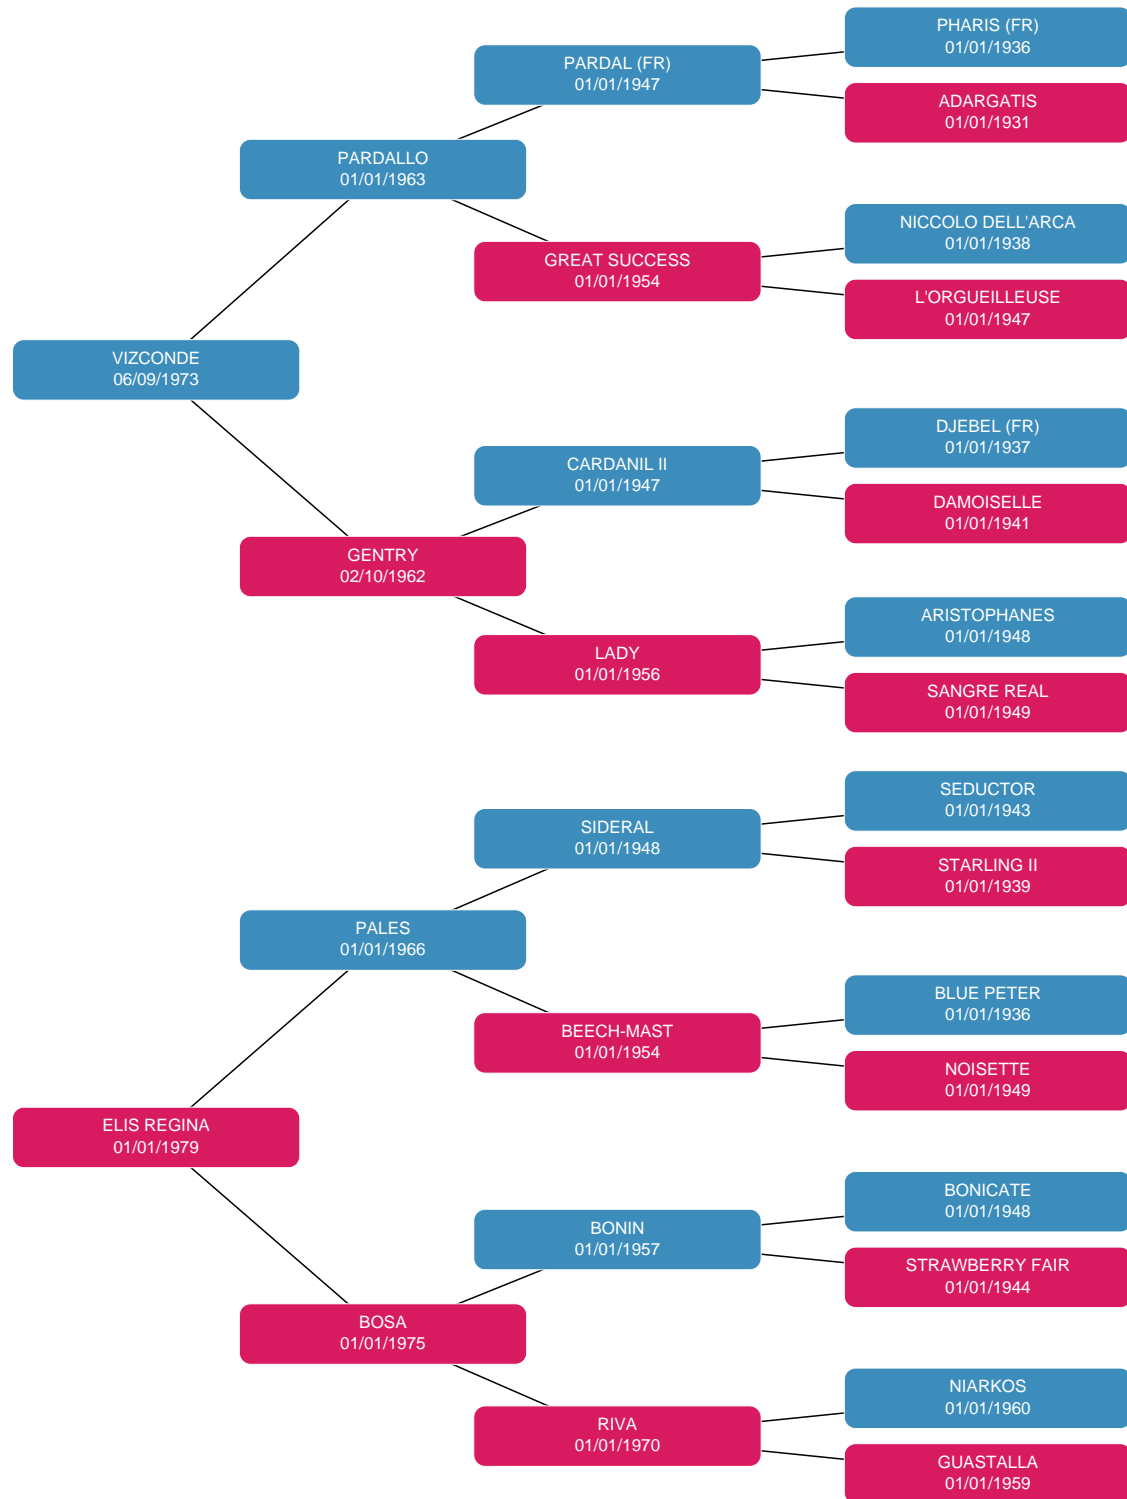 PHARIS (FR)
01/01/1936
PARDAL (FR)
01/01/1947
ADARGATIS
01/01/1931
PARDALLO
01/01/1963
NICCOLO DELL'ARCA
01/01/1938
GREAT SUCCESS
01/01/1954
L'ORGUEILLEUSE
01/01/1947
VIZCONDE
06/09/1973
DJEBEL (FR)
01/01/1937
CARDANIL II
01/01/1947
DAMOISELLE
01/01/1941
GENTRY
02/10/1962
ARISTOPHANES
01/01/1948
LADY
01/01/1956
SANGRE REAL
01/01/1949
SEDUCTOR
01/01/1943
SIDERAL
01/01/1948
STARLING II
01/01/1939
PALES
01/01/1966
BLUE PETER
01/01/1936
BEECH-MAST
01/01/1954
NOISETTE
01/01/1949
ELIS REGINA
01/01/1979
BONICATE
01/01/1948
BONIN
01/01/1957
STRAWBERRY FAIR
01/01/1944
BOSA
01/01/1975
NIARKOS
01/01/1960
RIVA
01/01/1970
GUASTALLA
01/01/1959